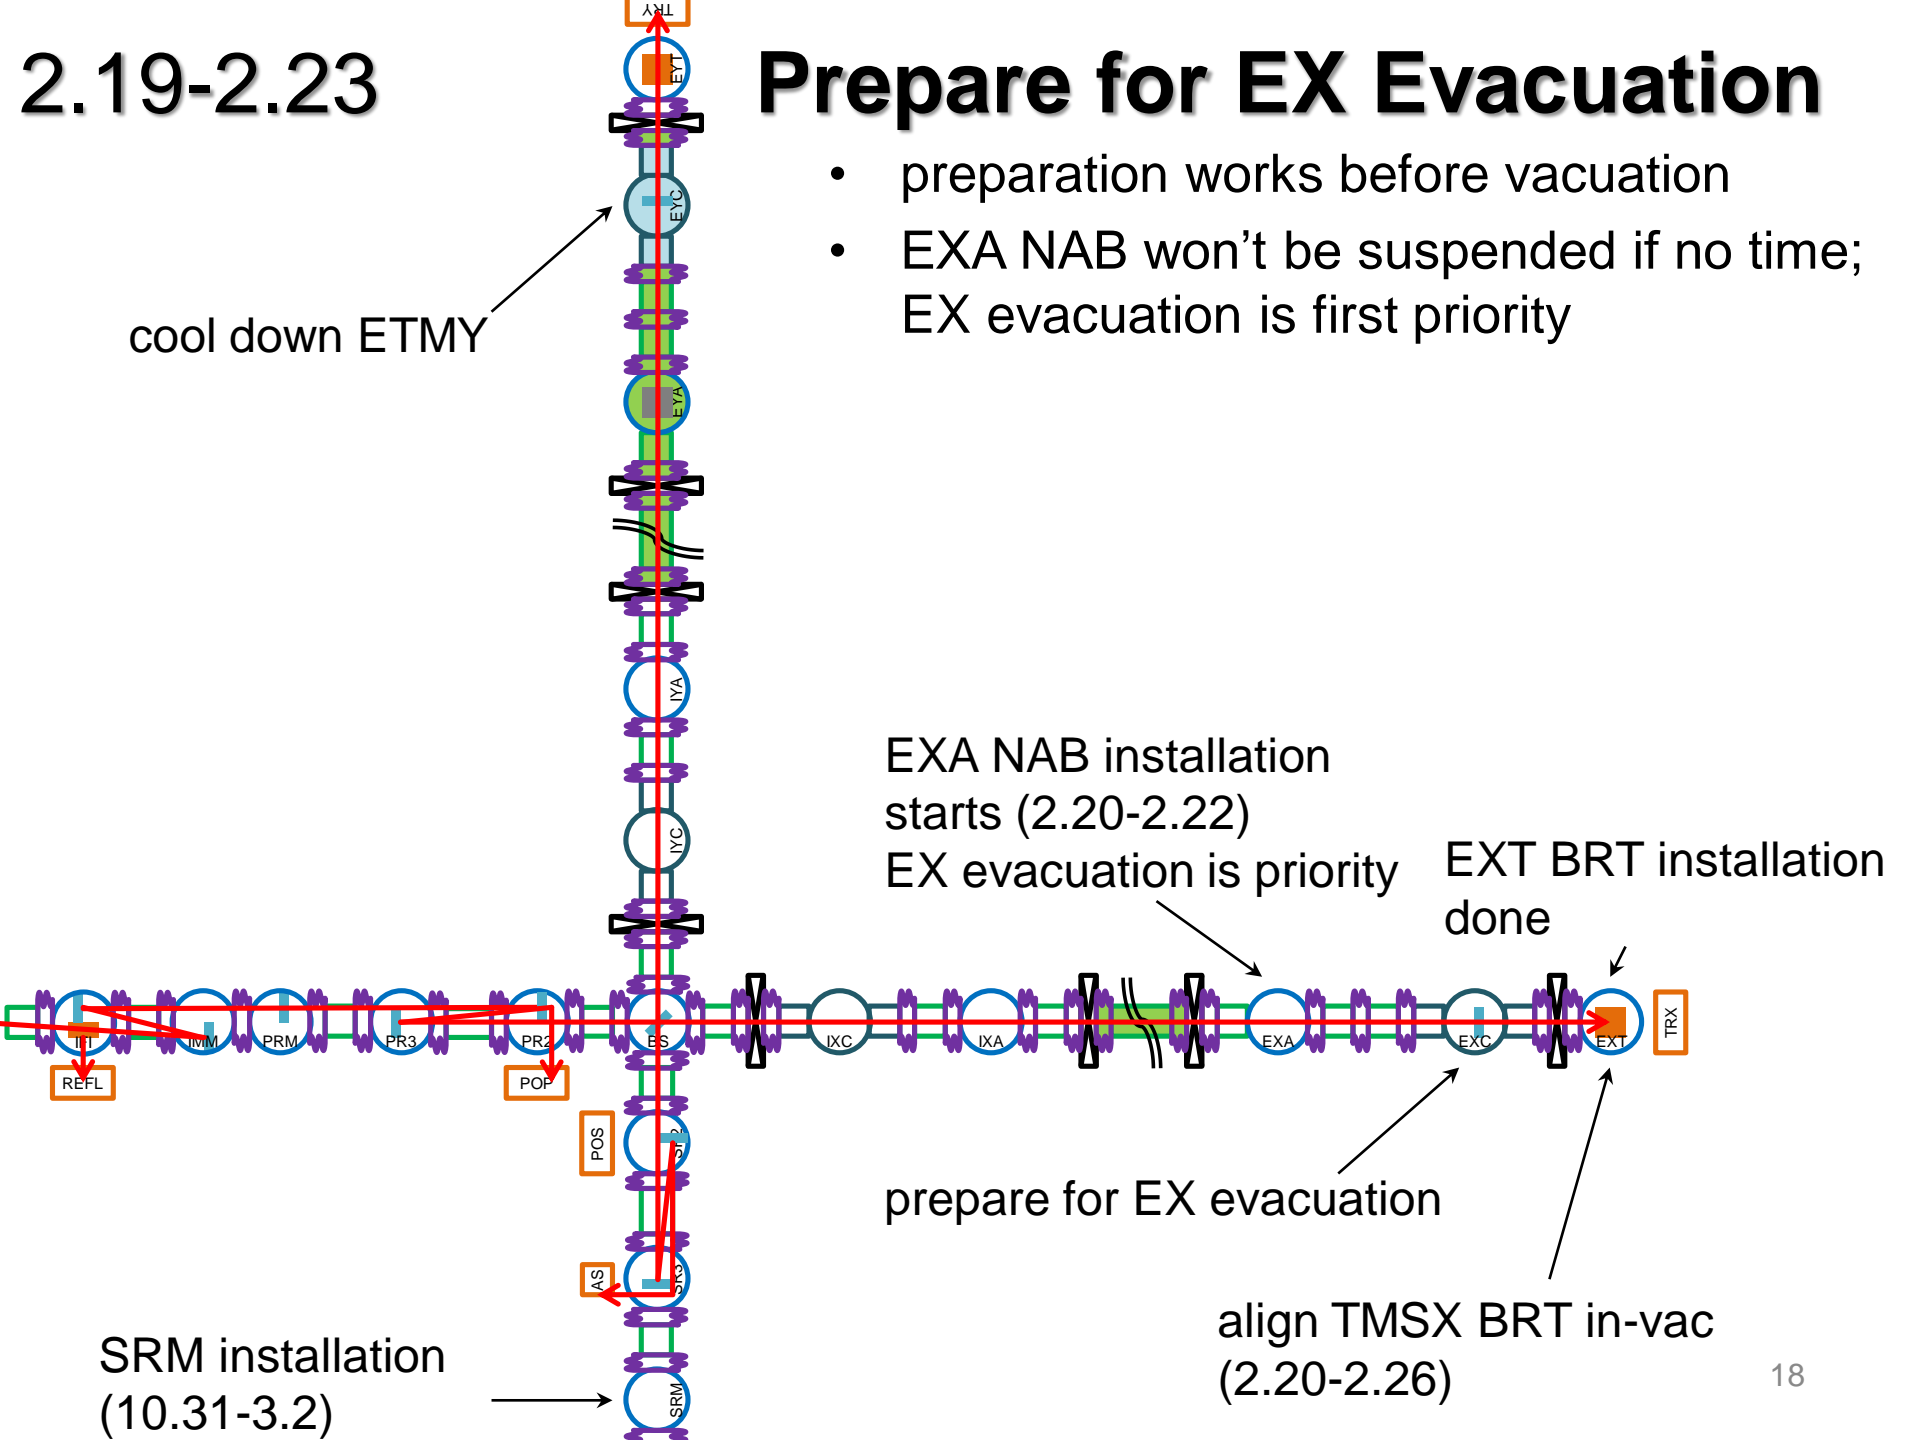 2.19-2.23
Prepare for EX Evacuation
• preparation works before vacuation
• EXA NAB won’t be suspended if no time;
EX evacuation is first priority
TRY
EYT
EYC
cool down ETMY
EYA
IYA
EXA NAB installation
starts (2.20-2.22)
EX evacuation is priority
EXT BRT installation
done
IYC
IFI
IMM
PRM
PR3
PR2
BS
IXC
IXA
EXA
EXC
EXT
TRX
REFL
POP
POS
SR2
prepare for EX evacuation
AS
SR3
align TMSX BRT in-vac
(2.20-2.26)
SRM installation
(10.31-3.2)
SRM
18